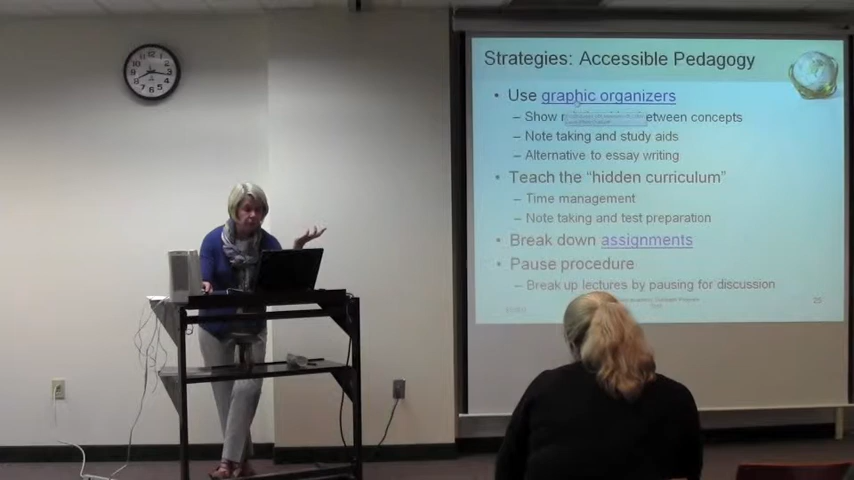 Strategies: Accessible Pedagogy
• Use graphic organizers
– Show between concepts
– Note taking and study aids
– Alternative to essay writing
• Teach the “hidden curriculum”
– Time management
– Note taking and test preparation
• Break down assignments
• Pause procedure
– Break up lectures by pausing for discussion
25